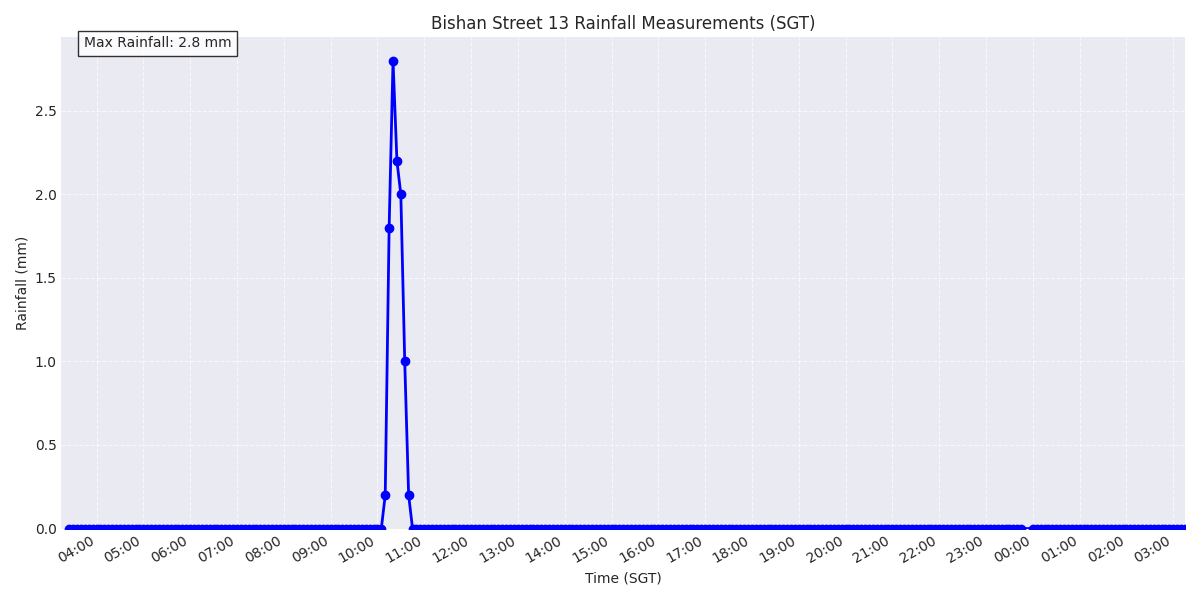 Bishan Street 13 Rainfall Measurements (SGT)
Max Rainfall: 2.8 mm
Rainfall (mm)
2.5
2.0
1.5
1.0
0.5
0.0
04:00 05:00 06:00 07:00 08:00 09:00 10:00 11:00 12:00 13:00 14:00 15:00 16:00 17:00 18:00 19:00 20:00 21:00 22:00 23:00 00:00 01:00 02:00 03:00
Time (SGT)